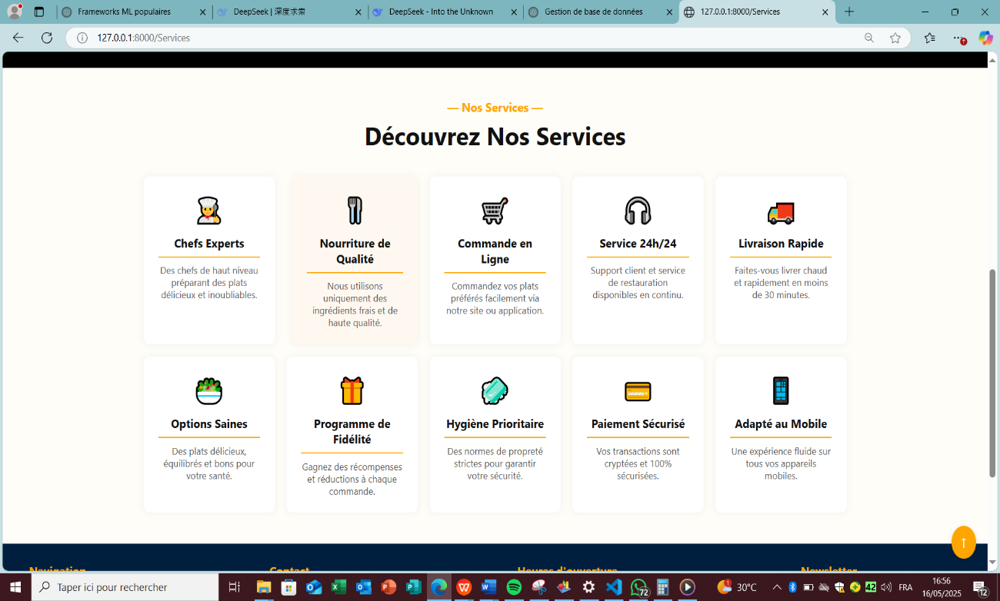 Frameworks ML populaires
DeepSeek | 深度求索
DeepSeek - Into the Unknown
Gestion de base de données
127.0.0.1:8000/Services
127.0.0.1:8000/Services
— Nos Services —
Découvrez Nos Services
Chefs Experts
Des chefs de haut niveau
préparant des plats
délicieux et inoubliables.
Nourriture de
Qualité
Nous utilisons
uniquement des
ingrédients frais et de
haute qualité.
Commande en
Ligne
Commandez vos plats
préférés facilement via
notre site ou application.
Service 24h/24
Support client et service
de restauration
disponibles en continu.
Livraison Rapide
Faites-vous livrer chaud
et rapidement en moins
de 30 minutes.
Options Saines
Des plats délicieux,
équilibrés et bons pour
votre santé.
Programme de
Fidélité
Gagnez des récompenses
et réductions à chaque
commande.
Hygiène Prioritaire
Des normes de propreté
strictes pour garantir
votre sécurité.
Paiement Sécurisé
Vos transactions sont
cryptées et 100%
sécurisées.
Adapté au Mobile
Une expérience fluide sur
tous vos appareils
mobiles.
↑
Navigation
Contact
Heures d'ouverture
Newsletter
Taper ici pour rechercher
72
30°C
42
FRA
16:56
16/05/2025
12